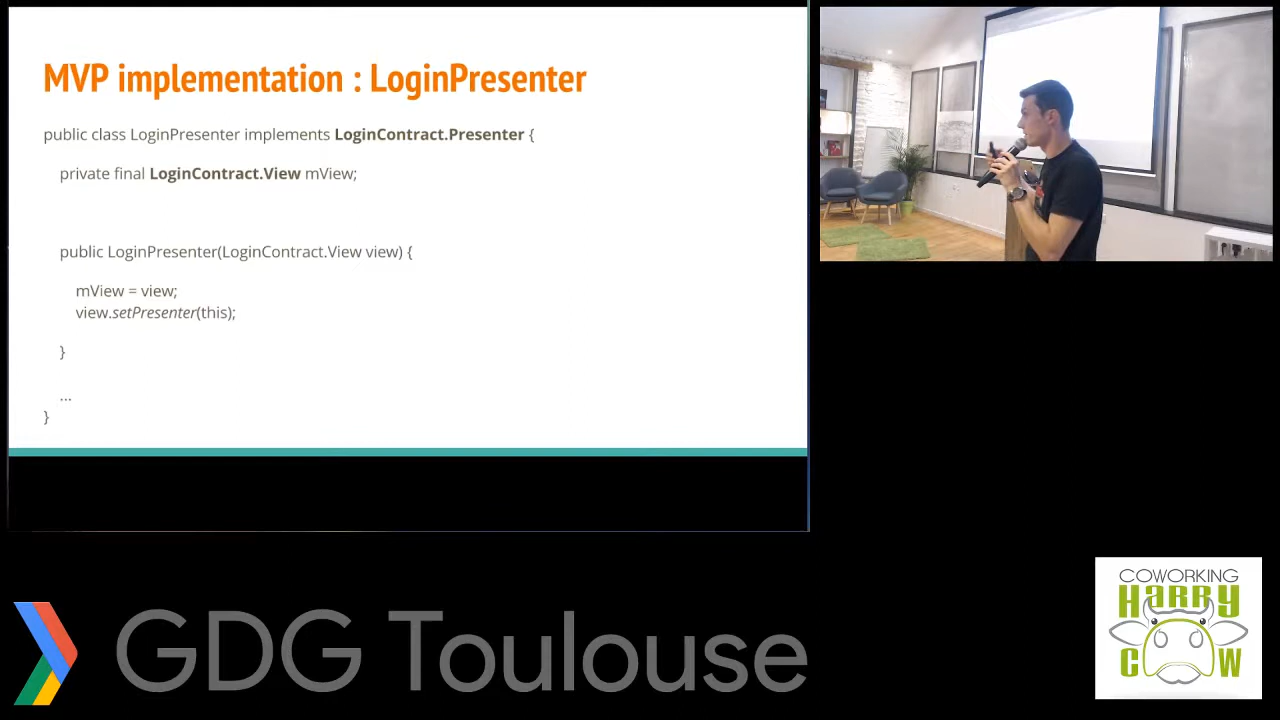 MVP implementation : LoginPresenter
public class LoginPresenter implements LoginContract.Presenter {
private final LoginContract.View mView;
public LoginPresenter(LoginContract.View view) {
mView = view;
view.setPresenter(this);
}
...
}
GDG Toulouse
COWORKING
HARRY
COW